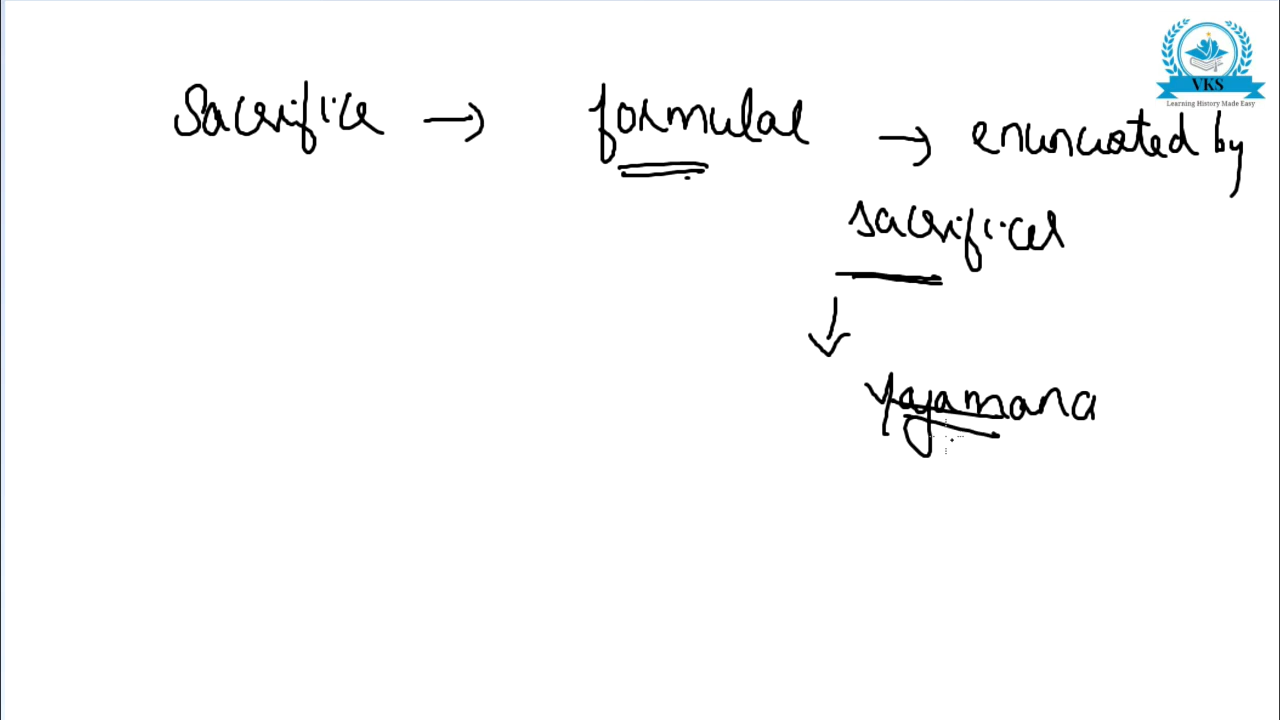 VKS
Learning History Made Easy
Sacrifice → formulae → enunciated by
sacrificer
↓
Yajamana